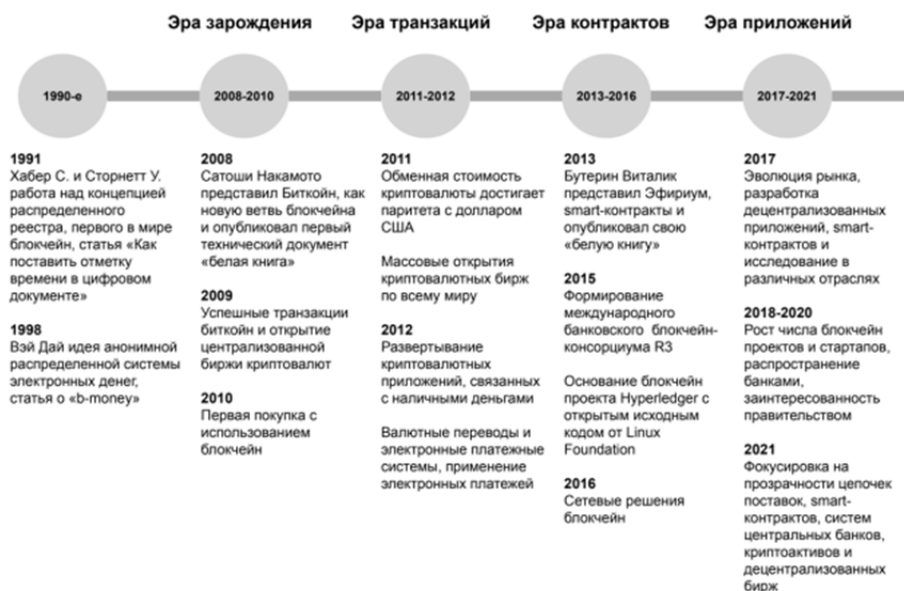 Эра зарождения
Эра транзакций
Эра контрактов
Эра приложений
1990-е
2008-2010
2011-2012
2013-2016
2017-2021
1991
Хабер С. и Сторнетт У.
работа над концепцией
распределенного
реестра, первого в мире
блокчейн, статья «Как
поставить отметку
времени в цифровом
документе»
1998
Вэй Дай идея анонимной
распределенной системы
электронных денег,
статья о «b-money»
2008
Сатоши Накамото
представил Биткойн, как
новую ветвь блокчейна
и опубликовал первый
технический документ
«белая книга»
2009
Успешные транзакции
биткойн и открытие
централизованной
биржи криптовалют
2010
Первая покупка с
использованием
блокчейн
2011
Обменная стоимость
криптовалюты достигает
паритета с долларом
США
Массовые открытия
криптовалютных бирж
по всему миру
2012
Развертывание
криптовалютных
приложений, связанных
с наличными деньгами
Валютные переводы и
электронные платежные
системы, применение
электронных платежей
2013
Бутерин Виталик
представил Эфириум,
smart-контракты и
опубликовал свою
«белую книгу»
2015
Формирование
международного
банковского блокчейн-
консорциума R3
Основание блокчейн
проекта Hyperledger с
открытым исходным
кодом от Linux
Foundation
2016
Сетевые решения
блокчейн
2017
Эволюция рынка,
разработка
децентрализованных
приложений, smart-
контрактов и
исследование в
различных отраслях
2018-2020
Рост числа блокчейн
проектов и стартапов,
распространение
банками,
заинтересованность
правительством
2021
Фокусировка на
прозрачности цепочек
поставок, smart-
контрактов, систем
центральных банков,
криптоактивов и
децентрализованных
бирж